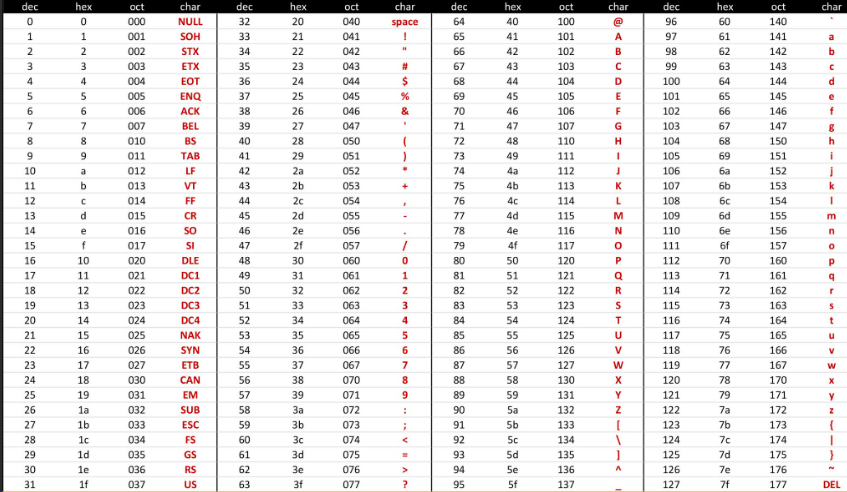 dec hex oct char dec hex oct char dec hex oct char dec hex oct char
0 0 000 NULL 32 20 040 space 64 40 100 @ 96 60 140 `
1 1 001 SOH 33 21 041 ! 65 41 101 A 97 61 141 a
2 2 002 STX 34 22 042 " 66 42 102 B 98 62 142 b
3 3 003 ETX 35 23 043 # 67 43 103 C 99 63 143 c
4 4 004 EOT 36 24 044 $ 68 44 104 D 100 64 144 d
5 5 005 ENQ 37 25 045 % 69 45 105 E 101 65 145 e
6 6 006 ACK 38 26 046 & 70 46 106 F 102 66 146 f
7 7 007 BEL 39 27 047 ' 71 47 107 G 103 67 147 g
8 8 010 BS 40 28 050 ( 72 48 110 H 104 68 150 h
9 9 011 TAB 41 29 051 ) 73 49 111 I 105 69 151 i
10 a 012 LF 42 2a 052 * 74 4a 112 J 106 6a 152 j
11 b 013 VT 43 2b 053 + 75 4b 113 K 107 6b 153 k
12 c 014 FF 44 2c 054 , 76 4c 114 L 108 6c 154 l
13 d 015 CR 45 2d 055 - 77 4d 115 M 109 6d 155 m
14 e 016 SO 46 2e 056 . 78 4e 116 N 110 6e 156 n
15 f 017 SI 47 2f 057 / 79 4f 117 O 111 6f 157 o
16 10 020 DLE 48 30 060 0 80 50 120 P 112 70 160 p
17 11 021 DC1 49 31 061 1 81 51 121 Q 113 71 161 q
18 12 022 DC2 50 32 062 2 82 52 122 R 114 72 162 r
19 13 023 DC3 51 33 063 3 83 53 123 S 115 73 163 s
20 14 024 DC4 52 34 064 4 84 54 124 T 116 74 164 t
21 15 025 NAK 53 35 065 5 85 55 125 U 117 75 165 u
22 16 026 SYN 54 36 066 6 86 56 126 V 118 76 166 v
23 17 027 ETB 55 37 067 7 87 57 127 W 119 77 167 w
24 18 030 CAN 56 38 070 8 88 58 130 X 120 78 170 x
25 19 031 EM 57 39 071 9 89 59 131 Y 121 79 171 y
26 1a 032 SUB 58 3a 072 : 90 5a 132 Z 122 7a 172 z
27 1b 033 ESC 59 3b 073 ; 91 5b 133 [ 123 7b 173 {
28 1c 034 FS 60 3c 074 < 92 5c 134 \ 124 7c 174 |
29 1d 035 GS 61 3d 075 = 93 5d 135 ] 125 7d 175 }
30 1e 036 RS 62 3e 076 > 94 5e 136 ^ 126 7e 176 ~
31 1f 037 US 63 3f 077 ? 95 5f 137 _ 127 7f 177 DEL